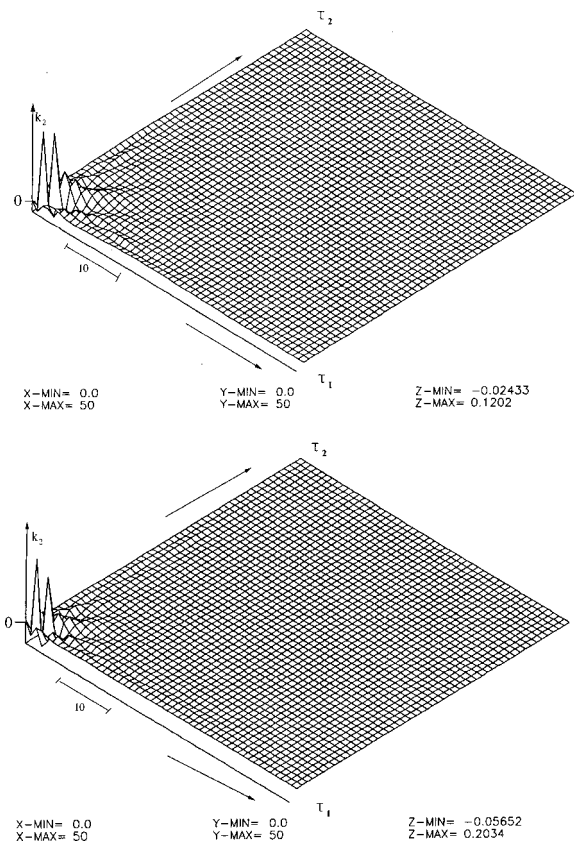 τ2
k2
0
10
τ1
X-MIN= 0.0 Y-MIN= 0.0 Z-MIN= -0.02433
X-MAX= 50 Y-MAX= 50 Z-MAX= 0.1202
τ2
k2
0
10
τ1
X-MIN= 0.0 Y-MIN= 0.0 Z-MIN= -0.05652
X-MAX= 50 Y-MAX= 50 Z-MAX= 0.2034